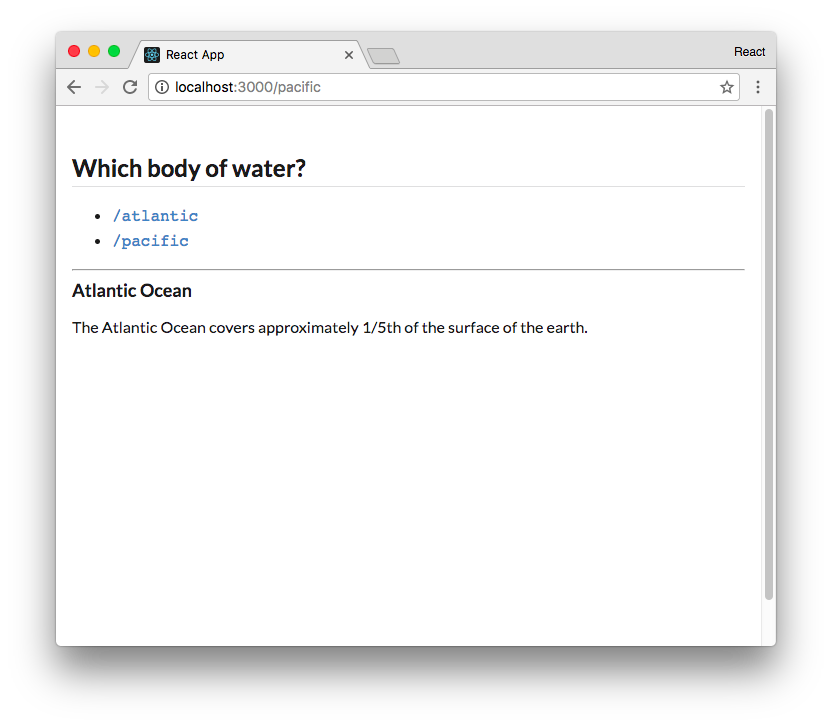 React App
React
localhost:3000/pacific
Which body of water?
/atlantic
/pacific
Atlantic Ocean
The Atlantic Ocean covers approximately 1/5th of the surface of the earth.